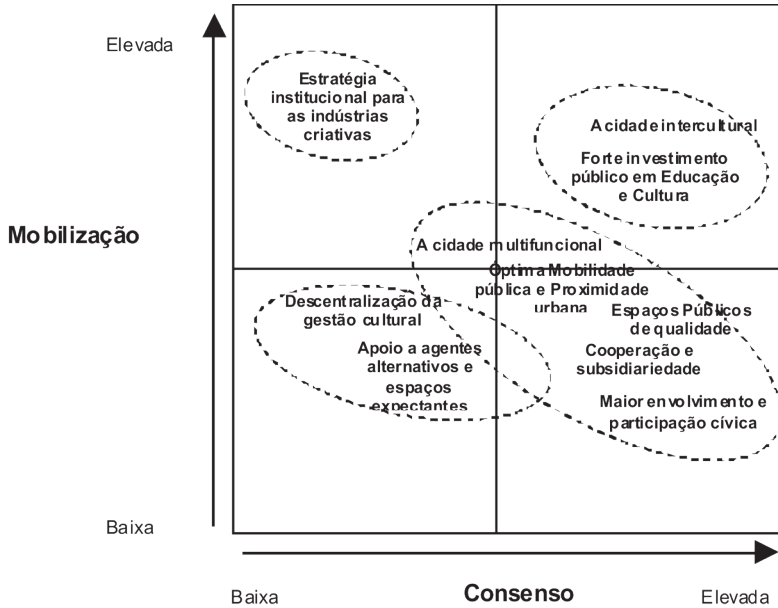 Elevada
Estratégia
institucional para
as indústrias
criativas
A cidade intercultural
Forte investimento
público em Educação
e Cultura
Mobilização
A cidade multifuncional
Optima Mobilidade
pública e Proximidade
urbana
Descentralização da
gestão cultural
Espaços Públicos
de qualidade
Apoio a agentes
alternativos e
espaços
expectantes
Cooperação e
subsidiariedade
Maior envolvimento e
participação cívica
Baixa
Baixa
Consenso
Elevada